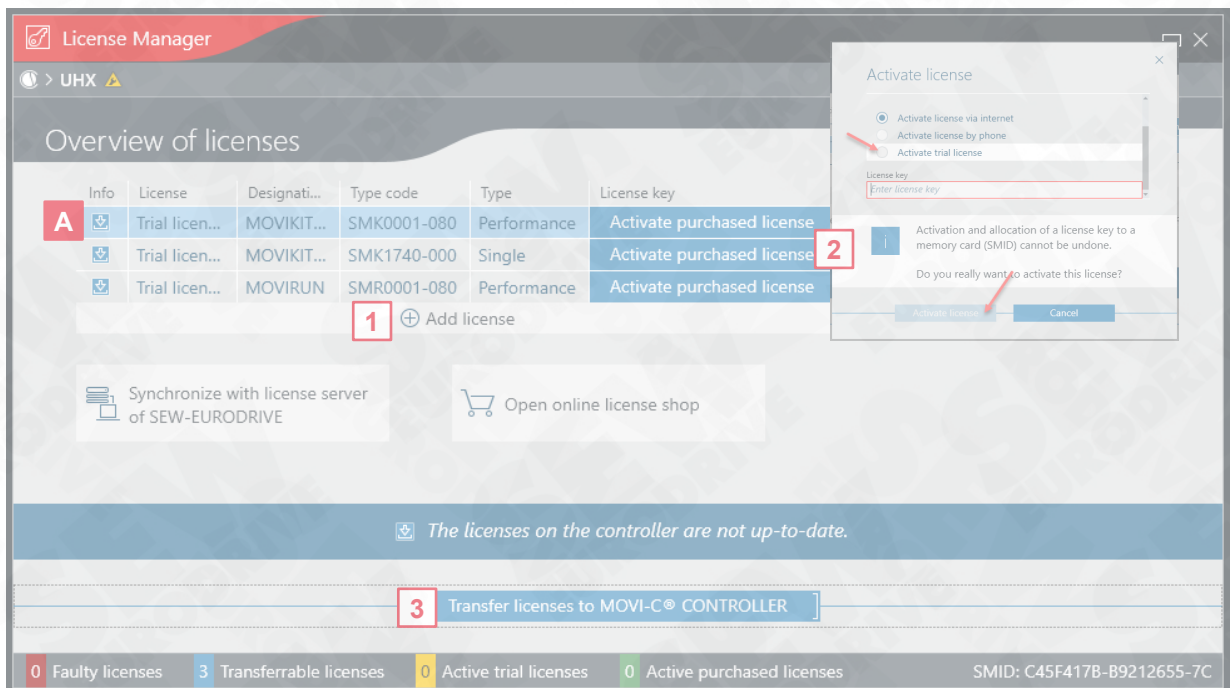 License Manager
> UHX
Overview of licenses
Info License Designati... Type code Type License key
A Trial licen... MOVIKIT... SMK0001-080 Performance Activate purchased license
Trial licen... MOVIKIT... SMK1740-000 Single Activate purchased license
Trial licen... MOVIRUN SMR0001-080 Performance Activate purchased license
1 Add license
Synchronize with license server
of SEW-EURODRIVE
Open online license shop
The licenses on the controller are not up-to-date.
3 Transfer licenses to MOVI-C® CONTROLLER
0 Faulty licenses 3 Transferrable licenses 0 Active trial licenses 0 Active purchased licenses SMID: C45F417B-B9212655-7C
Activate license
Activate license via internet
Activate license by phone
Activate trial license
License key
Enter license key
2
Activation and allocation of a license key to a
memory card (SMID) cannot be undone.
Do you really want to activate this license?
Activate license Cancel